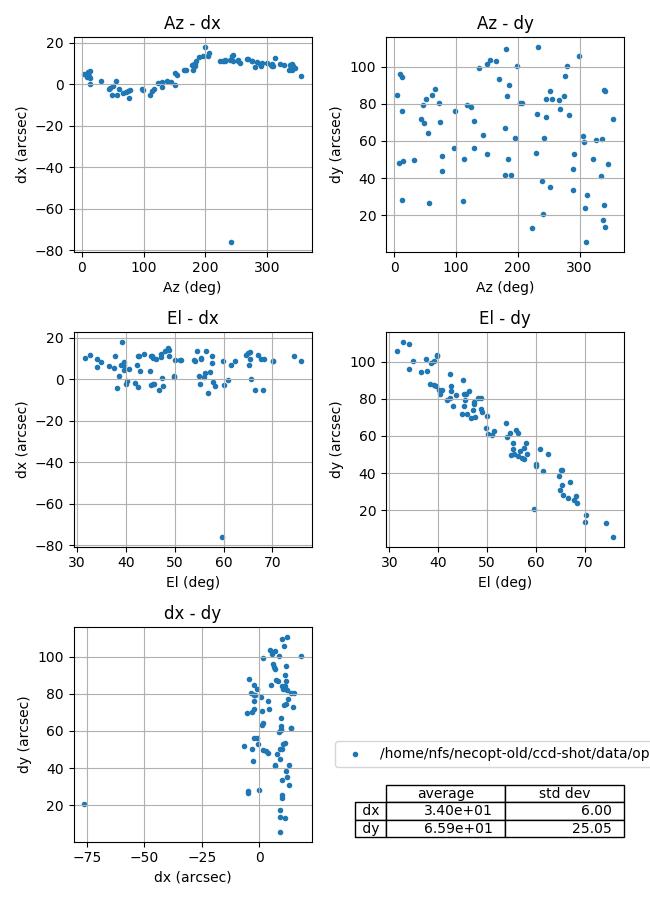 Az - dx
20
0
−20
−40
−60
−80
0 100 200 300
dx (arcsec)
Az (deg)
Az - dy
100
80
60
40
20
0 100 200 300
dy (arcsec)
Az (deg)
El - dx
20
0
−20
−40
−60
−80
30 40 50 60 70
dx (arcsec)
El (deg)
El - dy
100
80
60
40
20
30 40 50 60 70
dy (arcsec)
El (deg)
dx - dy
100
80
60
40
20
−75 −50 −25 0
dy (arcsec)
dx (arcsec)
/home/nfs/necopt-old/ccd-shot/data/op
average std dev
dx 3.40e+01 6.00
dy 6.59e+01 25.05